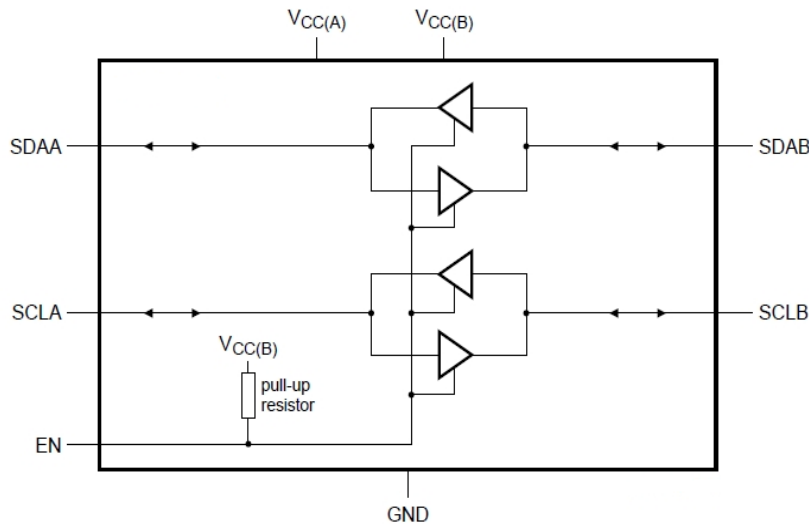 VCC(A)
VCC(B)
SDAA
SDAB
SCLA
SCLB
VCC(B)
pull-up
resistor
EN
GND